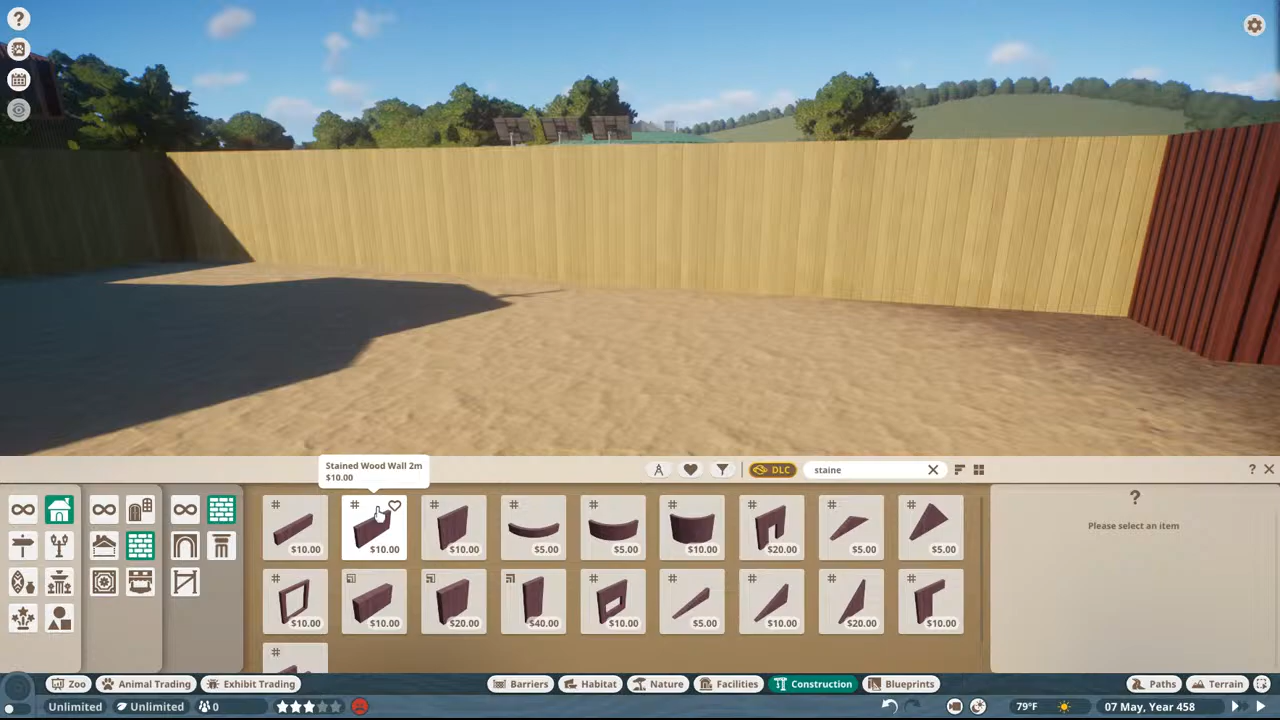 Stained Wood Wall 2m
$10.00
DLC
staine
?
?
$10.00 $10.00 $10.00 $5.00 $5.00 $10.00 $20.00 $5.00 $5.00
Please select an item
$10.00 $10.00 $20.00 $40.00 $10.00 $5.00 $10.00 $20.00 $10.00
Zoo Animal Trading Exhibit Trading Barriers Habitat Nature Facilities Construction Blueprints Paths Terrain
Unlimited Unlimited 0 79°F 07 May, Year 458